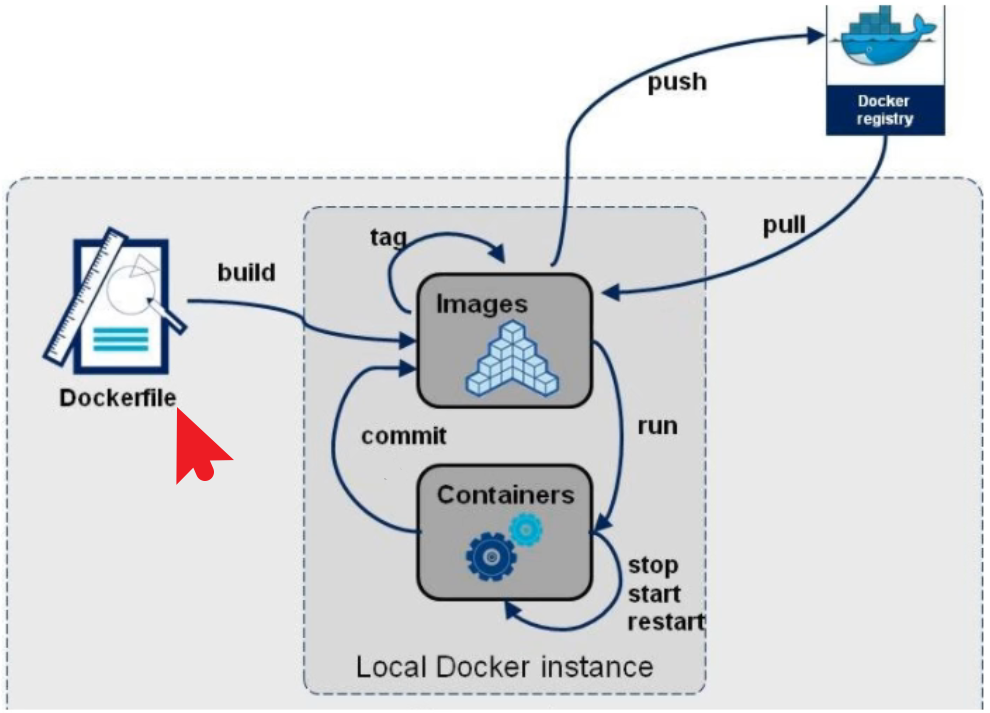 push
Docker
registry
tag
pull
build
Images
Dockerfile
run
commit
Containers
stop
start
restart
Local Docker instance